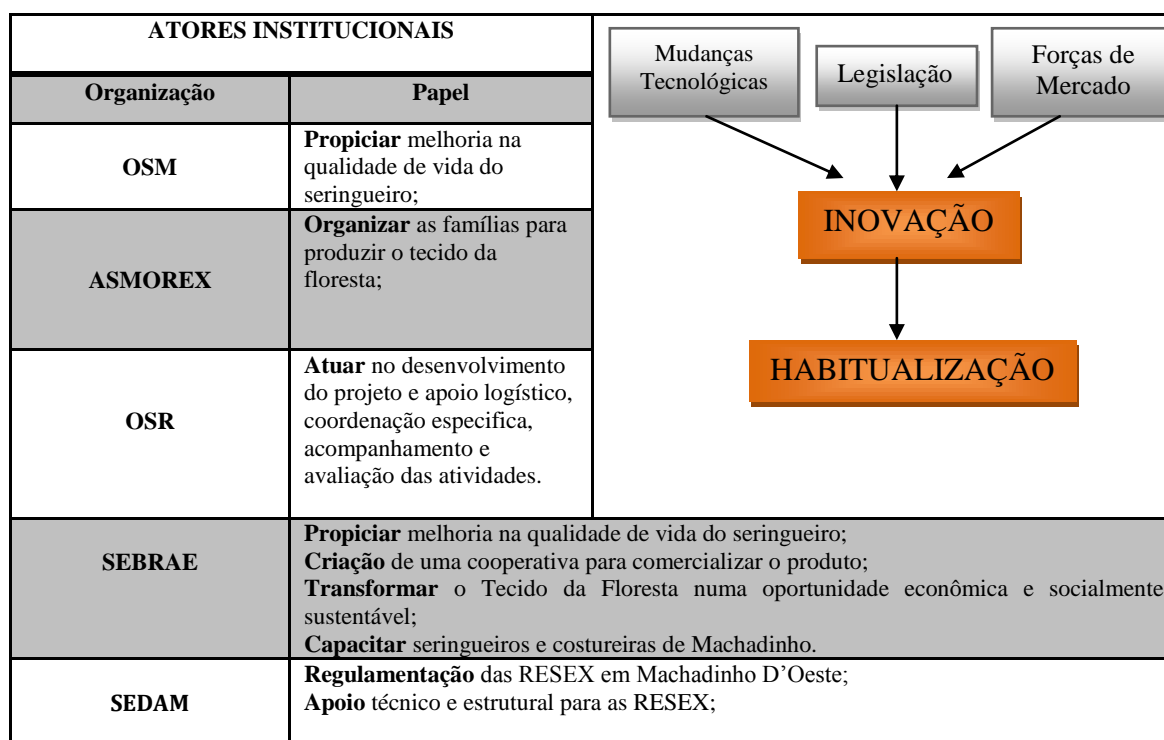 ATORES INSTITUCIONAIS
Organização
Papel
OSM
Propiciar melhoria na
qualidade de vida do
seringueiro;
ASMOREX
Organizar as famílias para
produzir o tecido da
floresta;
OSR
Atuar no desenvolvimento
do projeto e apoio logístico,
coordenação especifica,
acompanhamento e
avaliação das atividades.
Mudanças
Tecnológicas
Legislação
Forças de
Mercado
INOVAÇÃO
HABITUALIZAÇÃO
SEBRAE
Propiciar melhoria na qualidade de vida do seringueiro;
Criação de uma cooperativa para comercializar o produto;
Transformar o Tecido da Floresta numa oportunidade econômica e socialmente
sustentável;
Capacitar seringueiros e costureiras de Machadinho.
SEDAM
Regulamentação das RESEX em Machadinho D’Oeste;
Apoio técnico e estrutural para as RESEX;